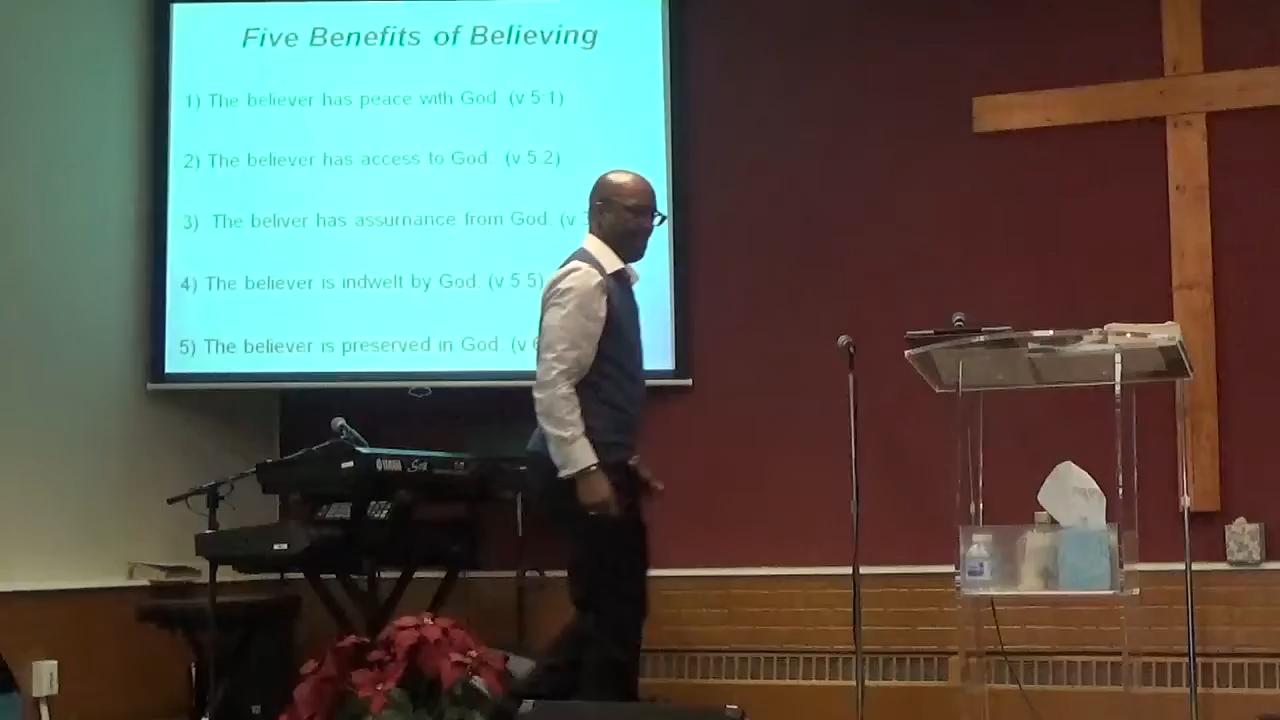 Five Benefits of Believing
1) The believer has peace with God. (v 5:1)
2) The believer has access to God. (v 5:2)
3) The beliver has assurnance from God. (v
4) The believer is indwelt by God. (v 5:5)
5) The believer is preserved in God. (v
YAMAHA